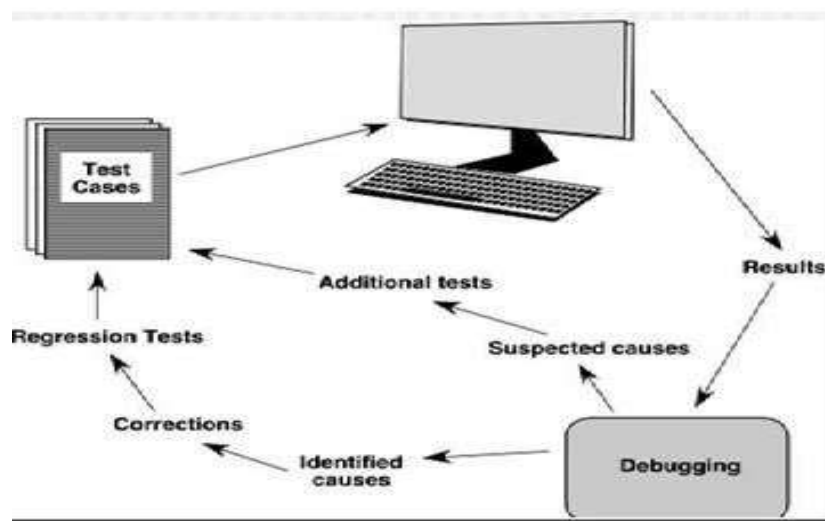 Test
Cases
Results
Additional tests
Suspected causes
Regression Tests
Corrections
Identified
causes
Debugging